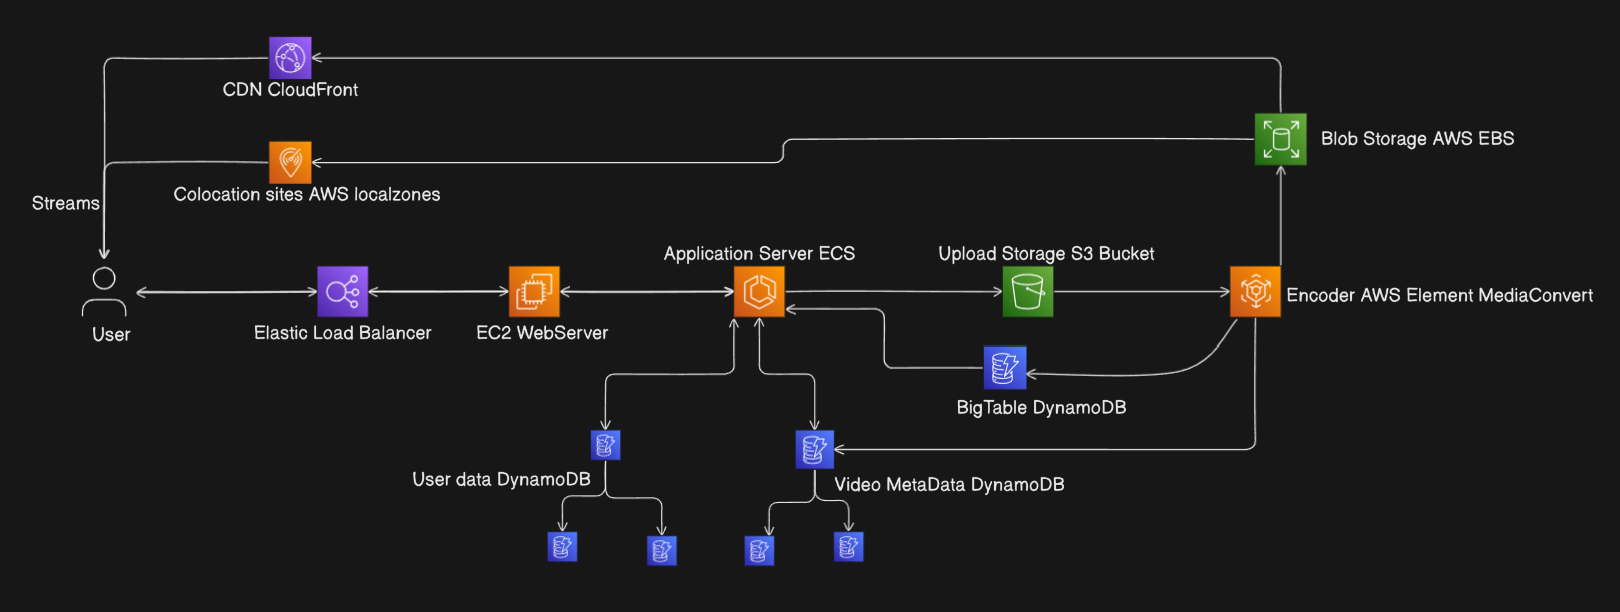 CDN CloudFront
Blob Storage AWS EBS
Colocation sites AWS localzones
Streams
Application Server ECS
Upload Storage S3 Bucket
Encoder AWS Element MediaConvert
User
Elastic Load Balancer
EC2 WebServer
BigTable DynamoDB
User data DynamoDB
Video MetaData DynamoDB